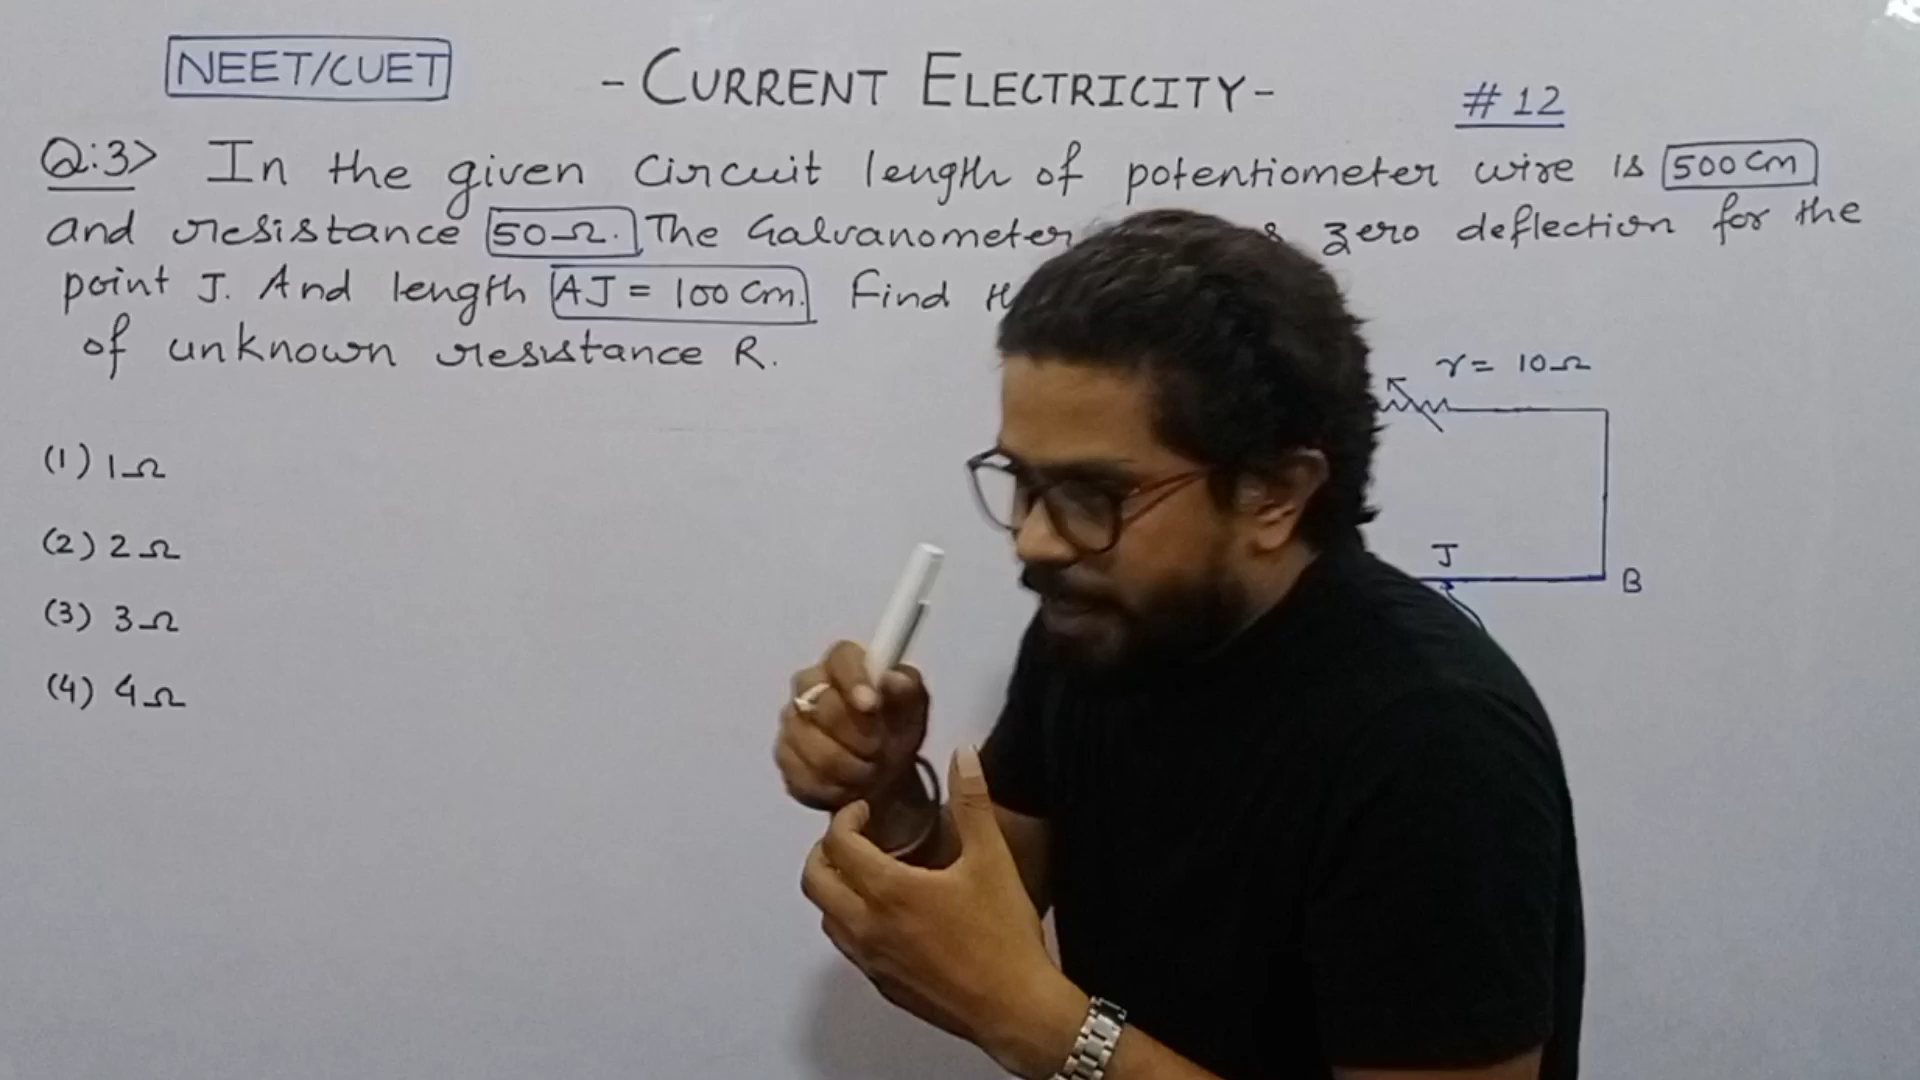 NEET/CUET
- CURRENT ELECTRICITY -
# 12
Q:3> In the given circuit length of potentiometer wire is 500 cm
and resistance 50Ω. The Galvanometer zero deflection for the
point J. And length AJ = 100 cm. Find
of unknown resistance R.
r = 10Ω
(1) 1Ω
(2) 2Ω
(3) 3Ω
(4) 4Ω
J
B